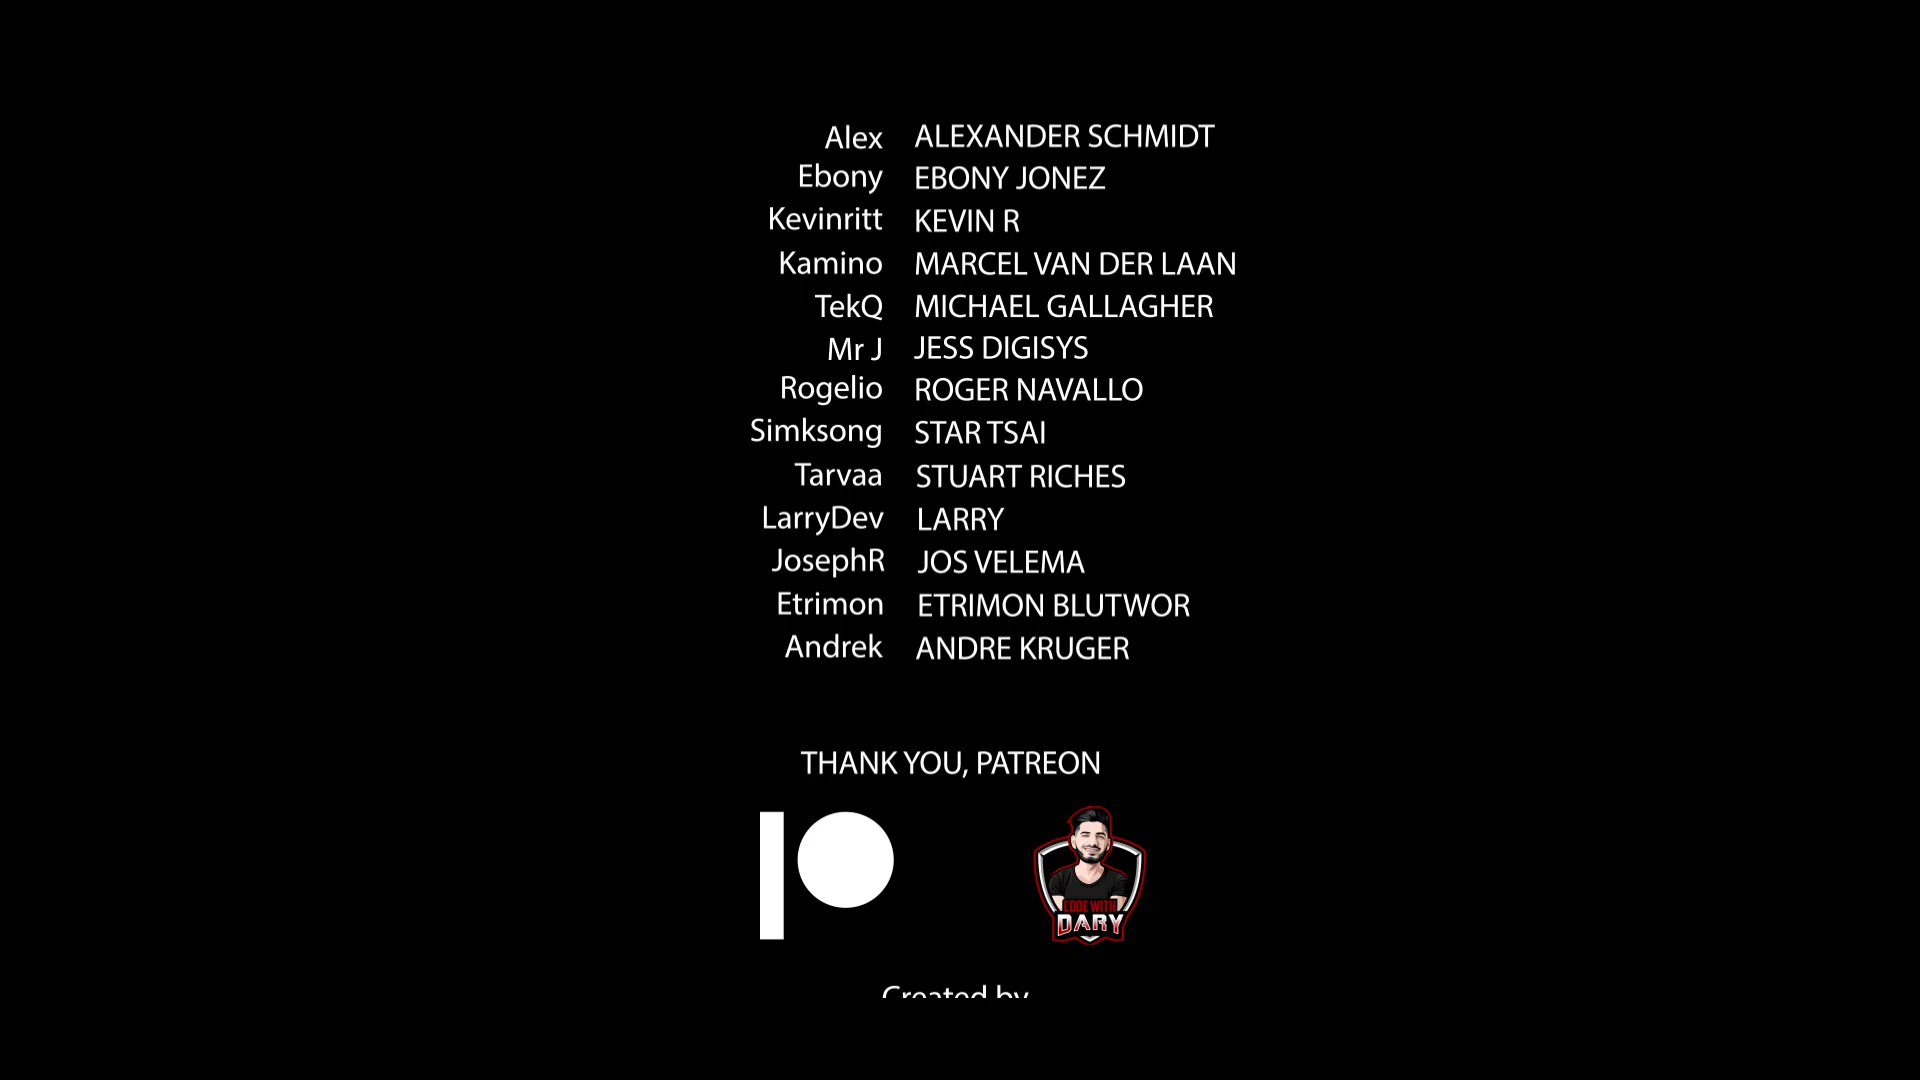 Alex ALEXANDER SCHMIDT
Ebony EBONY JONEZ
Kevinritt KEVIN R
Kamino MARCEL VAN DER LAAN
TekQ MICHAEL GALLAGHER
Mr J JESS DIGISYS
Rogelio ROGER NAVALLO
Simksong STAR TSAI
Tarvaa STUART RICHES
LarryDev LARRY
JosephR JOS VELEMA
Etrimon ETRIMON BLUTWOR
Andrek ANDRE KRUGER
THANK YOU, PATREON
CODE WITH
DARY
Created by